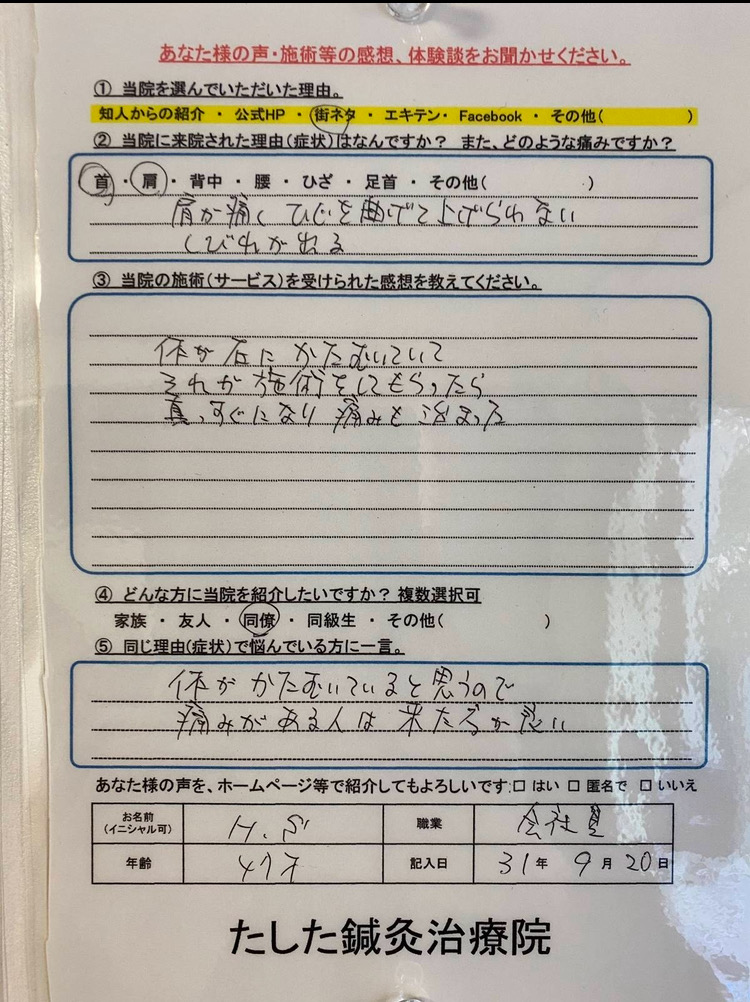 あなた様の声・施術等の感想、体験談をお聞かせください。
① 当院を選んでいただいた理由。
知人からの紹介 ・ 公式HP ・ 街ネタ ・ エキテン・ Facebook ・ その他( )
② 当院に来院された理由(症状)はなんですか? また、どのような痛みですか?
首 ・ 肩 ・ 背中 ・ 腰 ・ ひざ ・ 足首 ・ その他( )
肩が痛く ひじを曲げて上げられない
しびれが出る
③ 当院の施術(サービス)を受けられた感想を教えてください。
体が右に かたむいていて
それが施術をしてもらったら
真っすぐになり 痛みも治まった
④ どんな方に当院を紹介したいですか? 複数選択可
家族 ・ 友人 ・ 同僚 ・ 同級生 ・ その他( )
⑤ 同じ理由(症状)で悩んでいる方に一言。
体が かたむいていると思うので
痛みがある人は 来たるが良い
あなた様の声を、ホームページ等で紹介してもよろしいです:□ はい □ 匿名で □ いいえ
お名前(イニシャル可) H.S 職業 会社員
年齢 47才 記入日 31年 9月 20日
たした鍼灸治療院